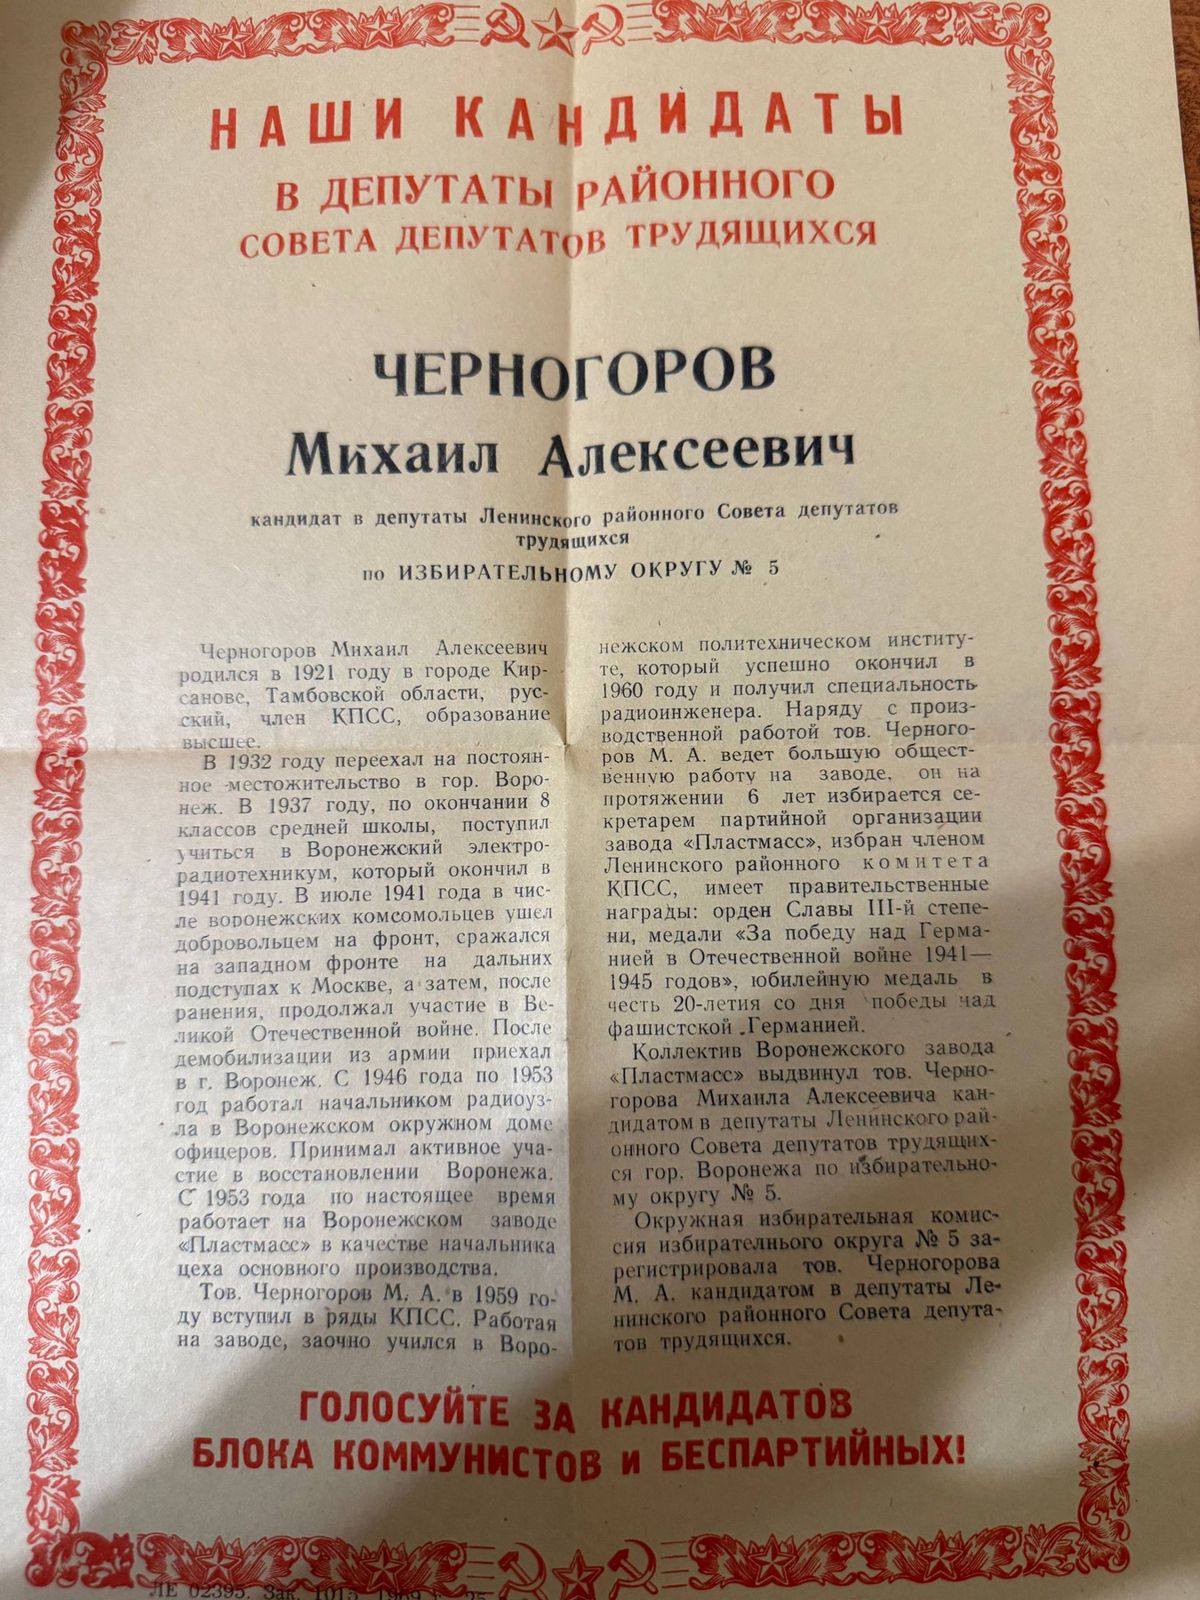 НАШИ КАНДИДАТЫ
В ДЕПУТАТЫ РАЙОННОГО
СОВЕТА ДЕПУТАТОВ ТРУДЯЩИХСЯ
ЧЕРНОГОРОВ
Михаил Алексеевич
кандидат в депутаты Ленинского районного Совета депутатов
трудящихся
по ИЗБИРАТЕЛЬНОМУ ОКРУГУ № 5
Черногоров Михаил Алексеевич
родился в 1921 году в городе Кир-
санове, Тамбовской области, рус-
ский, член КПСС, образование
высшее.
В 1932 году переехал на постоян-
ное местожительство в гор. Воро-
неж. В 1937 году, по окончании 8
классов средней школы, поступил
учиться в Воронежский электро-
радиотехникум, который окончил в
1941 году. В июле 1941 года в чис-
ле воронежских комсомольцев ушел
добровольцем на фронт, сражался
на западном фронте на дальних
подступах к Москве, а затем, после
ранения, продолжал участие в Ве-
ликой Отечественной войне. После
демобилизации из армии приехал
в г. Воронеж. С 1946 года по 1953
год работал начальником радиоуз-
ла в Воронежском окружном доме
офицеров. Принимал активное уча-
стие в восстановлении Воронежа.
С 1953 года по настоящее время
работает на Воронежском заводе
«Пластмасс» в качестве начальника
цеха основного производства.
Тов. Черногоров М. А. в 1959 го-
ду вступил в ряды КПСС. Работая
на заводе, заочно учился в Воро-
нежском политехническом институ-
те, который успешно окончил в
1960 году и получил специальность
радиоинженера. Наряду с произ-
водственной работой тов. Черного-
ров М. А. ведет большую общест-
венную работу на заводе, он на
протяжении 6 лет избирается се-
кретарем партийной организации
завода «Пластмасс», избран членом
Ленинского районного комитета
КПСС, имеет правительственные
награды: орден Славы III-й степе-
ни, медали «За победу над Герма-
нией в Отечественной войне 1941—
1945 годов», юбилейную медаль в
честь 20-летия со дня победы над
фашистской Германией.
Коллектив Воронежского завода
«Пластмасс» выдвинул тов. Черно-
горова Михаила Алексеевича кан-
дидатом в депутаты Ленинского рай-
онного Совета депутатов трудящих-
ся гор. Воронежа по избирательно-
му округу № 5.
Окружная избирательная комис-
сия избирателнього округа № 5 за-
регистрировала тов. Черногорова
М. А. кандидатом в депутаты Ле-
нинского районного Совета депута-
тов трудящихся.
ГОЛОСУЙТЕ ЗА КАНДИДАТОВ
БЛОКА КОММУНИСТОВ и БЕСПАРТИЙНЫХ!
ЛЕ 02395. Зак. 1015. 1969 г.